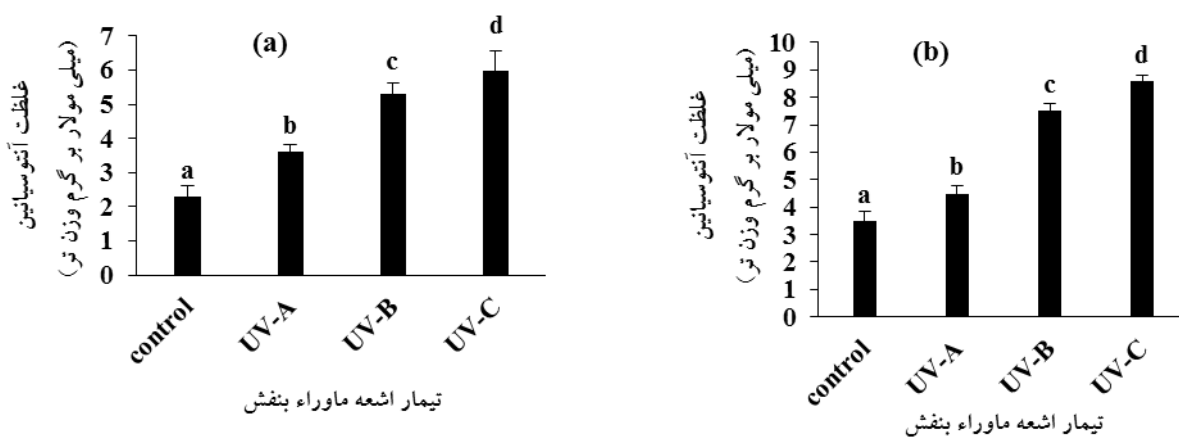 (a)
غلظت آنتوسیانین
(میلی مولار بر گرم وزن تر)
7
6
5
4
3
2
1
0
a
b
c
d
control
UV-A
UV-B
UV-C
تیمار اشعه ماوراء بنفش
(b)
غلظت آنتوسیانین
(میلی مولار بر گرم وزن تر)
10
9
8
7
6
5
4
3
2
1
0
a
b
c
d
control
UV-A
UV-B
UV-C
تیمار اشعه ماوراء بنفش